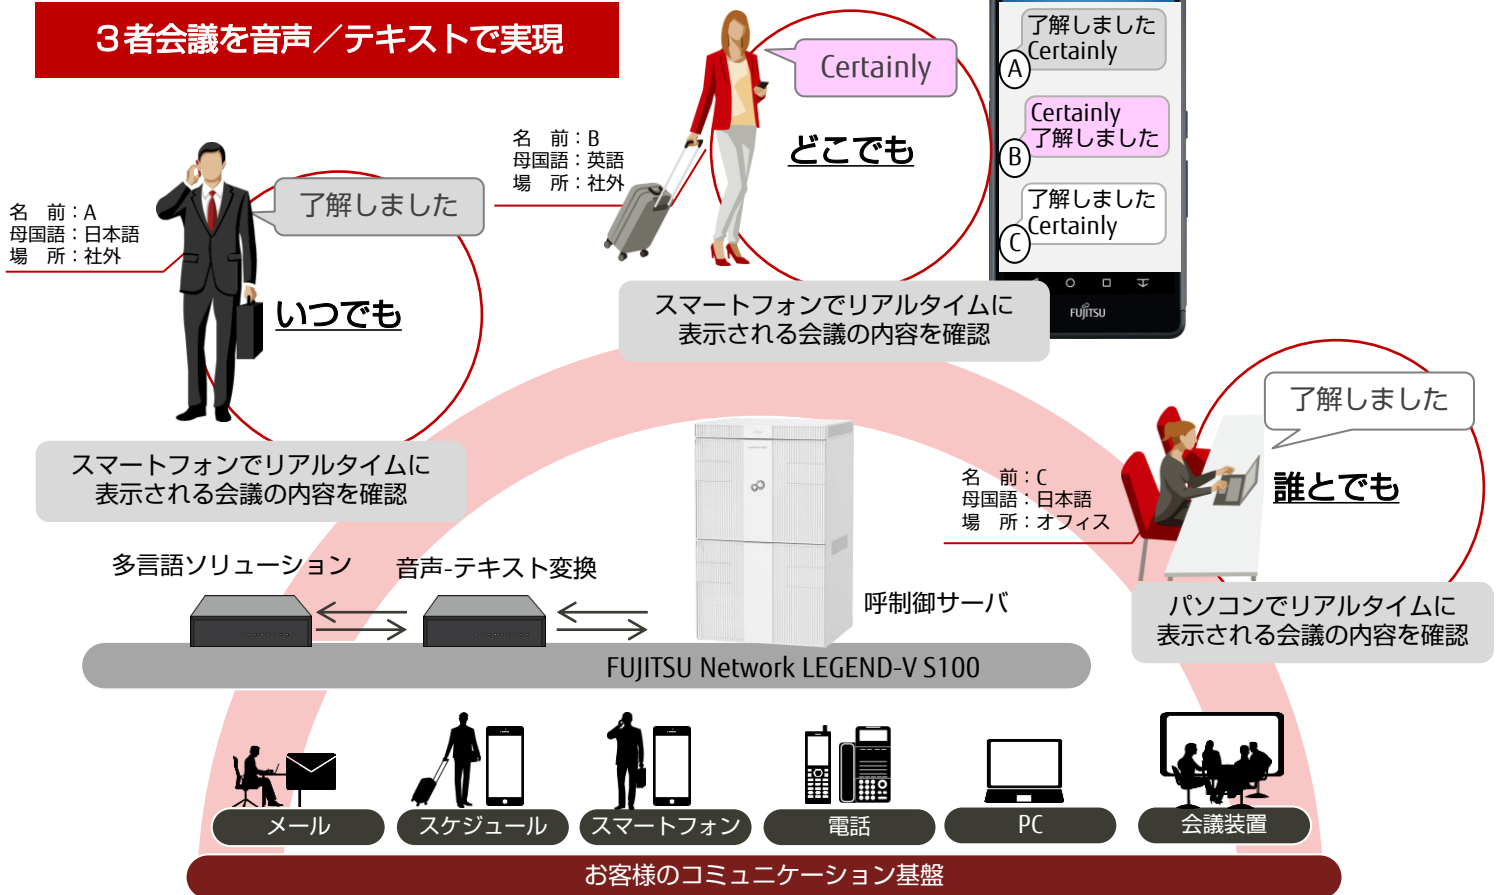 ３者会議を音声／テキストで実現
名　前：A
母国語：日本語
場　所：社外
了解しました
いつでも
スマートフォンでリアルタイムに
表示される会議の内容を確認
名　前：B
母国語：英語
場　所：社外
Certainly
どこでも
スマートフォンでリアルタイムに
表示される会議の内容を確認
了解しました
Certainly
A
Certainly
了解しました
B
了解しました
Certainly
C
FUJITSU
名　前：C
母国語：日本語
場　所：オフィス
了解しました
誰とでも
パソコンでリアルタイムに
表示される会議の内容を確認
多言語ソリューション
音声-テキスト変換
呼制御サーバ
FUJITSU Network LEGEND-V S100
メール
スケジュール
スマートフォン
電話
PC
会議装置
お客様のコミュニケーション基盤